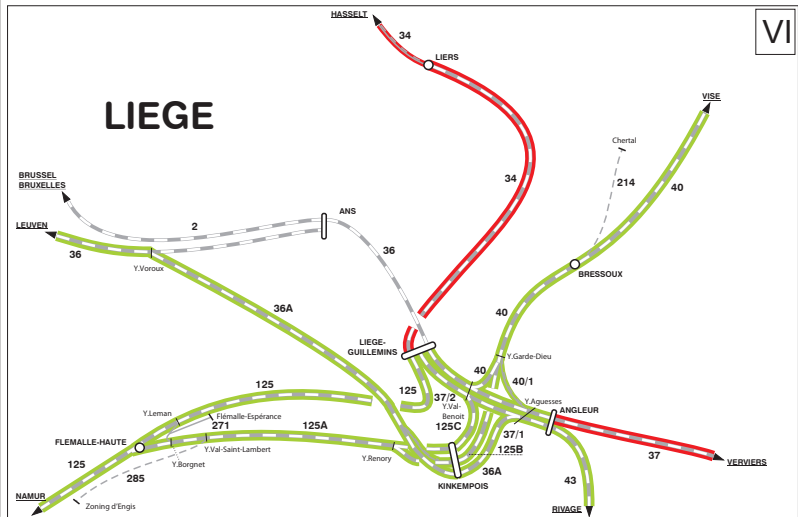 HASSELT
VI
34
LIERS
LIEGE
VISE
Chertal
214
40
34
BRUSSEL
BRUXELLES
2
ANS
LEUVEN
36
36
Y.Voroux
BRESSOUX
36A
40
LIEGE-
GUILLEMINS
Y.Garde-Dieu
40
40/1
125
125
37/2
Y.Val-
Benoit
Y.Aguesses
ANGLEUR
Y.Leman
Flémalle-Espérance
271
125A
125C
37/1
FLEMALLE-HAUTE
Y.Val-Saint-Lambert
Y.Renory
125B
37
VERVIERS
Y.Borgnet
125
285
36A
43
KINKEMPOIS
NAMUR
Zoning d'Engis
RIVAGE